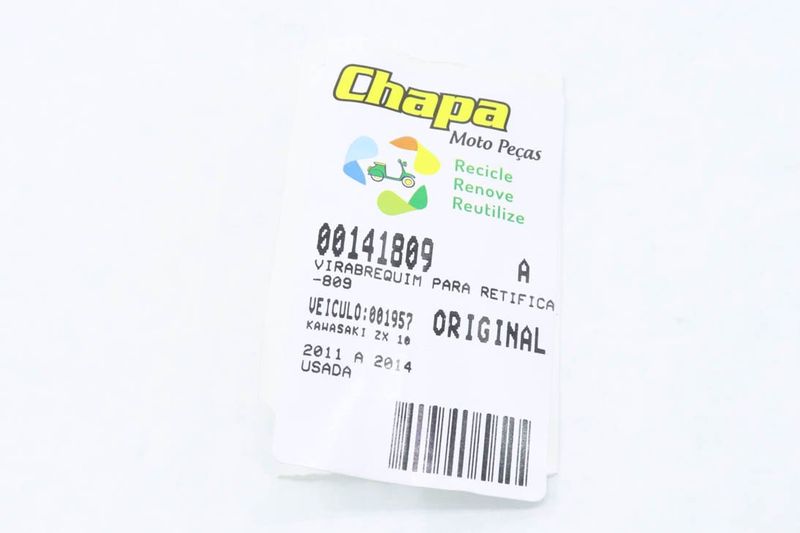 Chapa
Moto Peças
Recicle
Renove
Reutilize
00141809 A
VIRABREQUIM PARA RETIFICA
-809
VEICULO:001957 ORIGINAL
KAWASAKI ZX 10
2011 A 2014
USADA